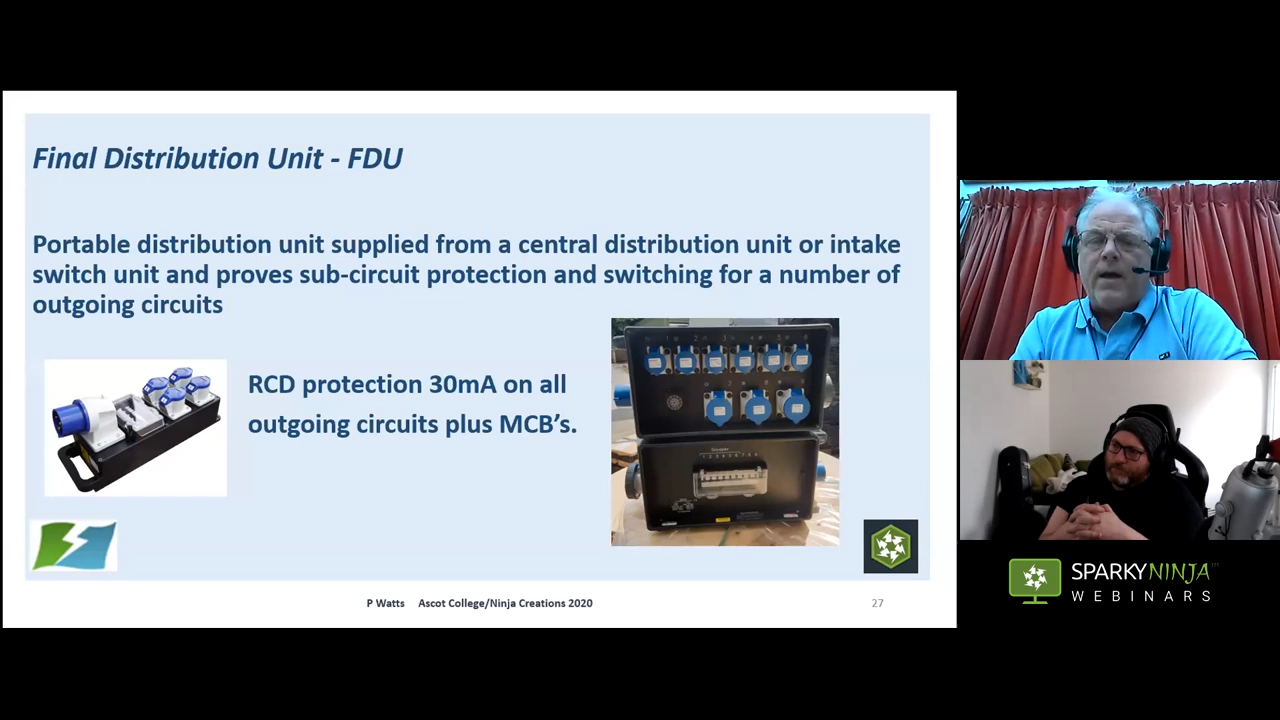 Final Distribution Unit - FDU
Portable distribution unit supplied from a central distribution unit or intake
switch unit and proves sub-circuit protection and switching for a number of
outgoing circuits
RCD protection 30mA on all
outgoing circuits plus MCB's.
P Watts Ascot College/Ninja Creations 2020
27
SPARKYNINJA™
WEBINARS